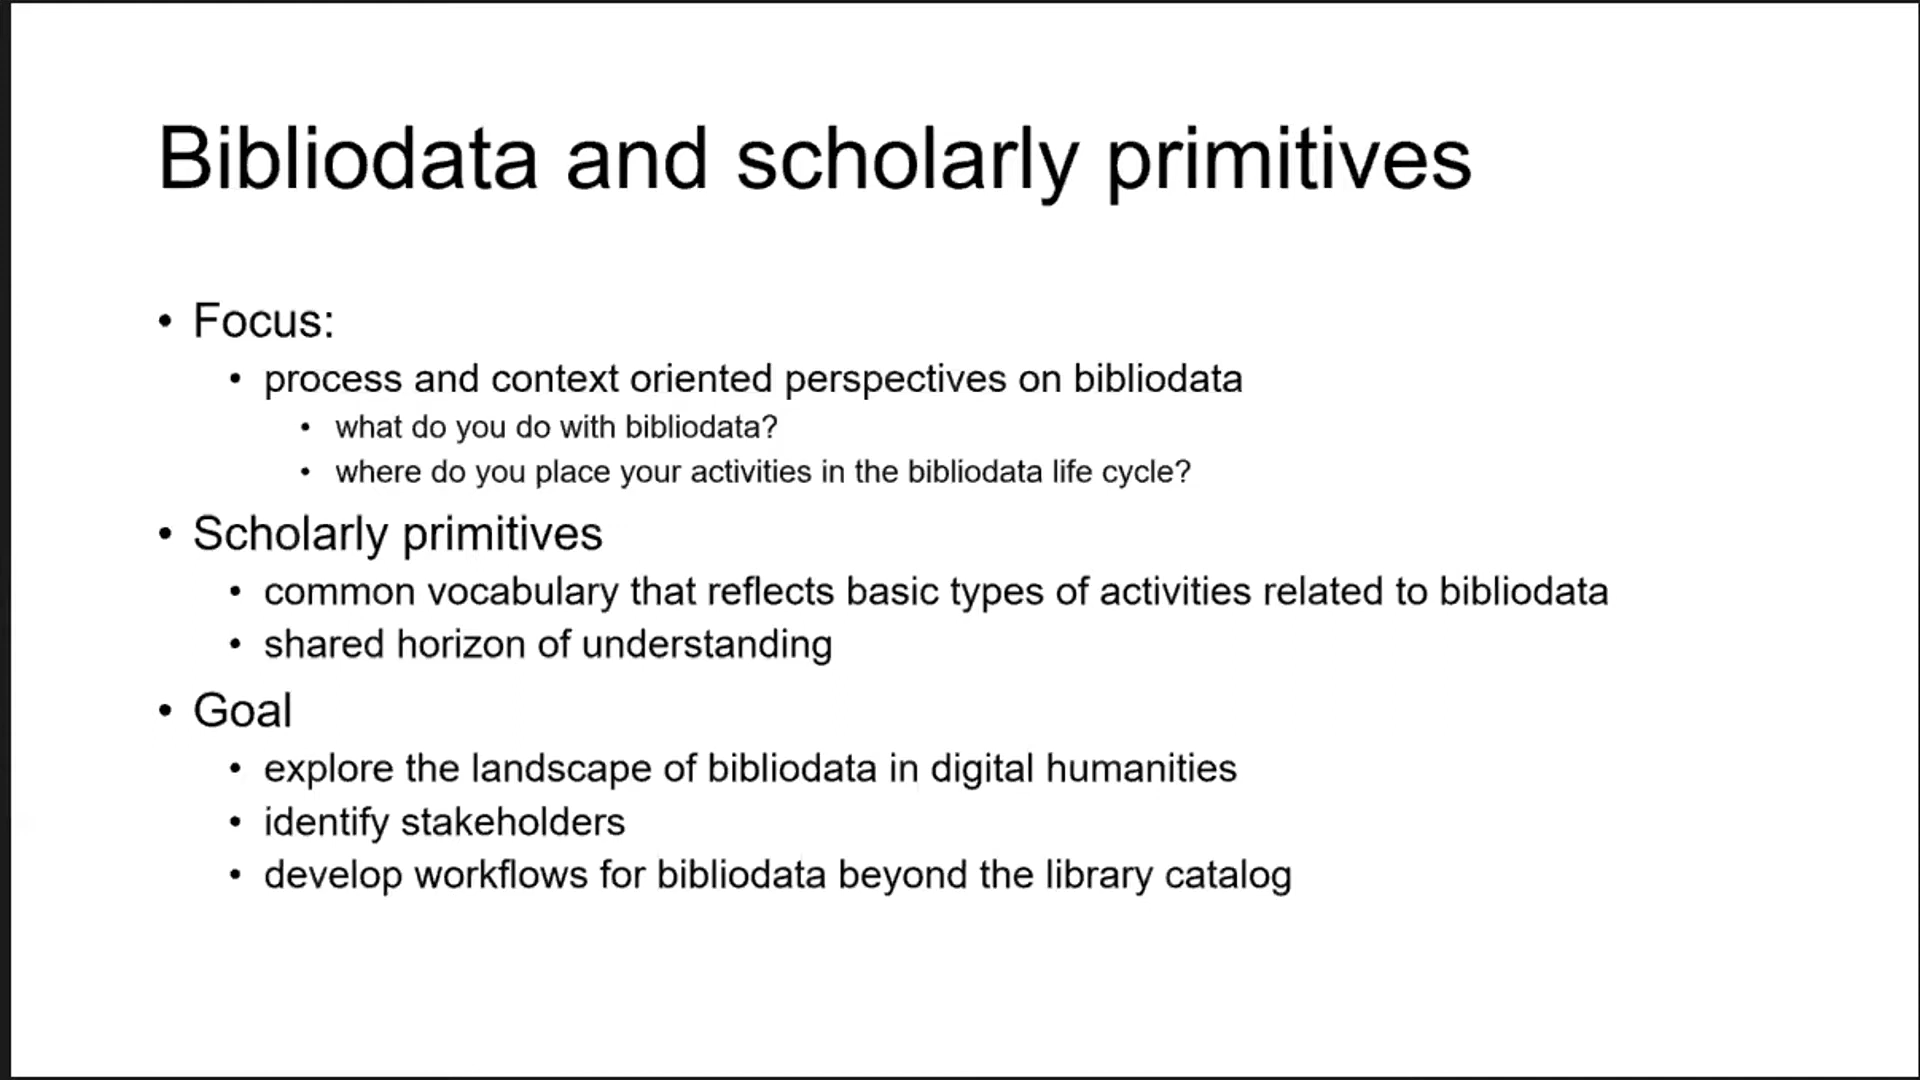 Bibliodata and scholarly primitives
• Focus:
• process and context oriented perspectives on bibliodata
• what do you do with bibliodata?
• where do you place your activities in the bibliodata life cycle?
• Scholarly primitives
• common vocabulary that reflects basic types of activities related to bibliodata
• shared horizon of understanding
• Goal
• explore the landscape of bibliodata in digital humanities
• identify stakeholders
• develop workflows for bibliodata beyond the library catalog